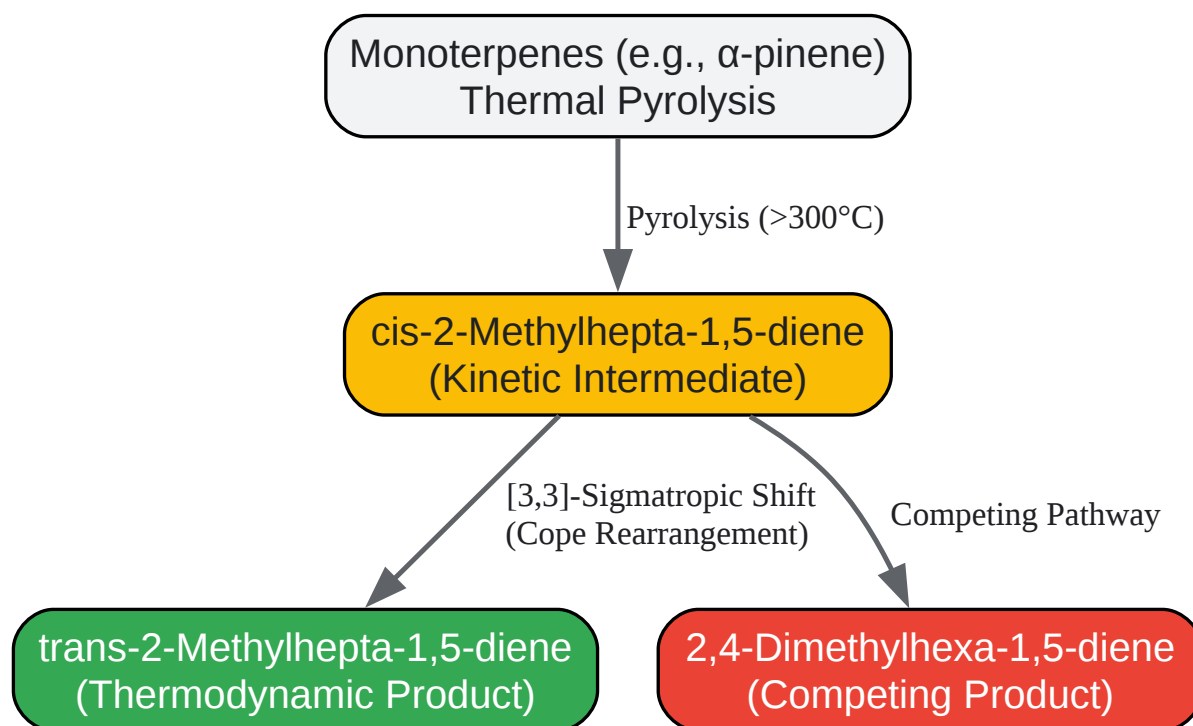 Monoterpenes (e.g., α-pinene)
Thermal Pyrolysis
Pyrolysis (>300°C)
cis-2-Methylhepta-1,5-diene
(Kinetic Intermediate)
[3,3]-Sigmatropic Shift
(Cope Rearrangement)
Competing Pathway
trans-2-Methylhepta-1,5-diene
(Thermodynamic Product)
2,4-Dimethylhexa-1,5-diene
(Competing Product)